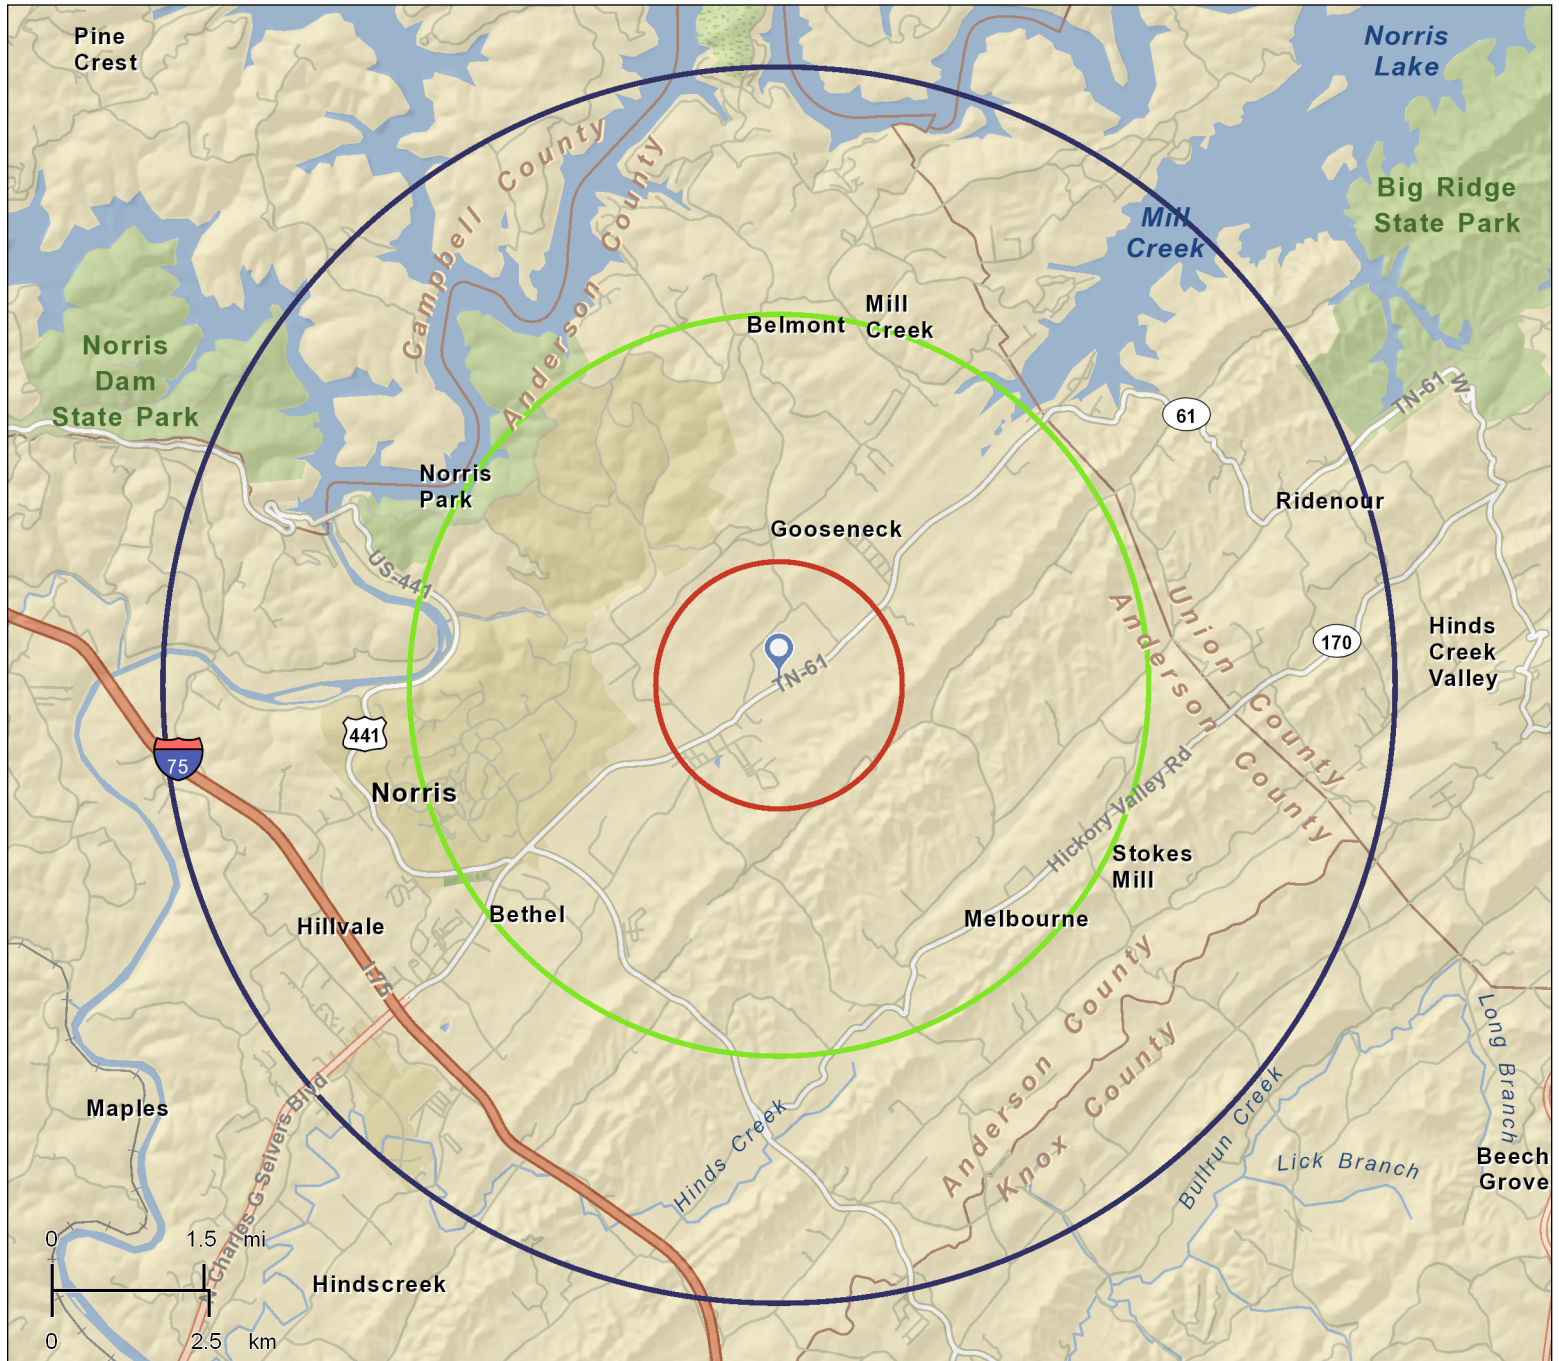 Pine
Crest
Norris
Lake
Campbell County
Anderson County
Big Ridge
State Park
Mill
Creek
Mill
Creek
Belmont
Norris
Dam
State Park
TN-61 W
61
Norris
Park
Ridenour
Gooseneck
US-441
Union County
Anderson County
170
Hinds
Creek
Valley
TN-61
441
75
Norris
Hickory Valley Rd
Stokes
Mill
Bethel
Melbourne
Hillvale
I-75
Anderson County
Knox County
Long Branch
Maples
N Charles G Seivers Blvd
Hinds Creek
Bullrun Creek
Lick Branch
Beech
Grove
0 1.5 mi
Hindscreek
0 2.5 km